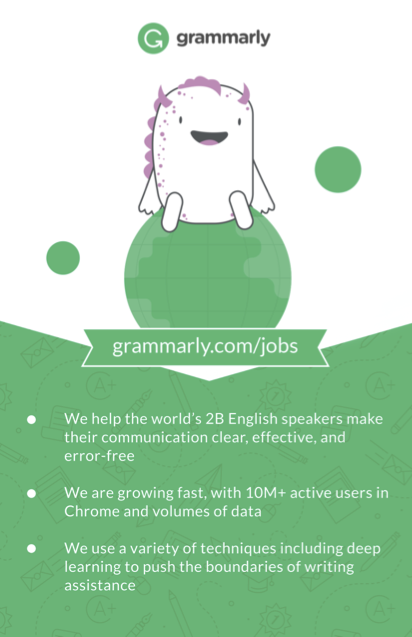 grammarly
grammarly.com/jobs
We help the world's 2B English speakers make
their communication clear, effective, and
error-free
We are growing fast, with 10M+ active users in
Chrome and volumes of data
We use a variety of techniques including deep
learning to push the boundaries of writing
assistance
A+
A+
A+